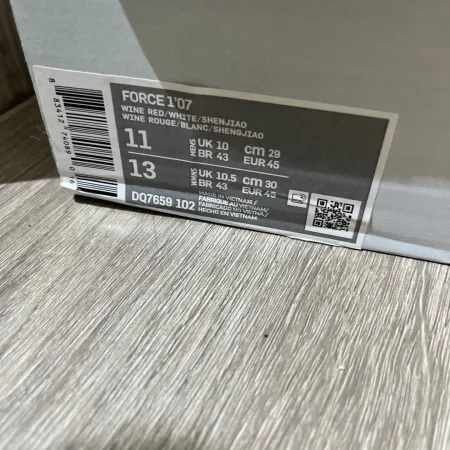 FORCE 1'07
WINE RED/WHITE/SHENJIAO
WINE ROUGE/BLANC/SHENGJIAO
11 MENS UK 10 cm 29
BR 43 EUR 45
13 WMNS UK 10.5 cm 30
BR 43 EUR 45
DQ7659 102 MADE IN VIETNAM/
FABRIQUE AU VIETNAM/
FABRICADO NO VIETNA/
HECHO EN VIETNAM